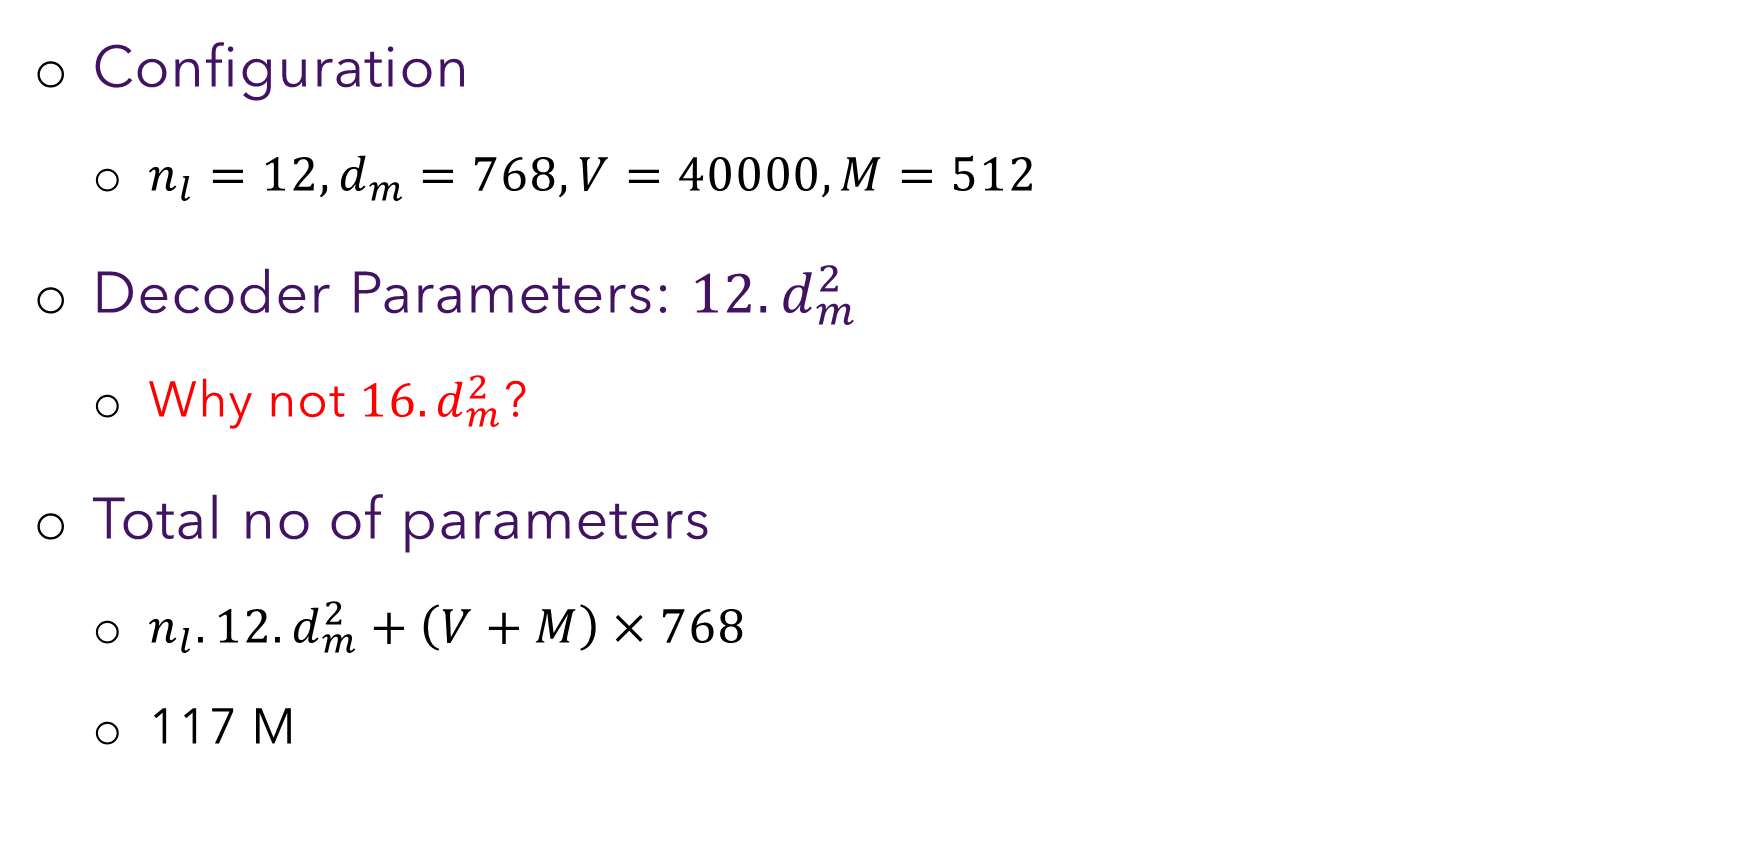 ○ Configuration
○ $n_l = 12, d_m = 768, V = 40000, M = 512$
○ Decoder Parameters: $12. d_m^2$
○ Why not $16. d_m^2$?
○ Total no of parameters
○ $n_l. 12. d_m^2 + (V + M) \times 768$
○ 117 M